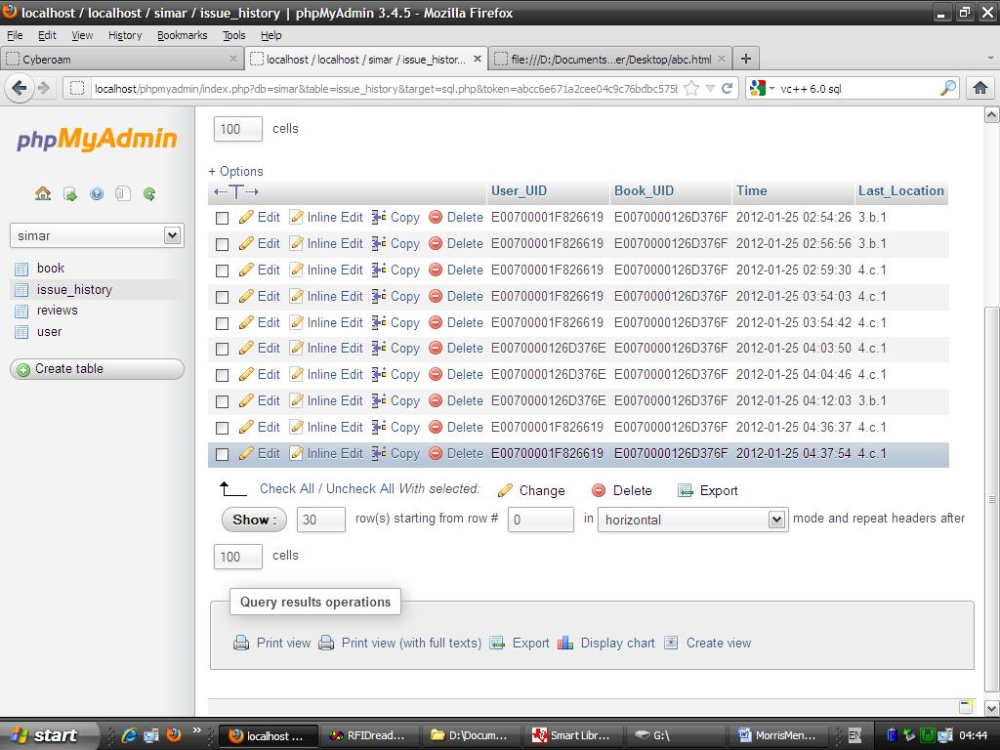 localhost / localhost / simar / issue_history | phpMyAdmin 3.4.5 - Mozilla Firefox
File Edit View History Bookmarks Tools Help
Cyberoam
localhost / localhost / simar / issue_histor...
file:///D:/Documents...er/Desktop/abc.html
localhost/phpmyadmin/index.php?db=simar&table=issue_history&target=sql.php&token=abcc6e671a2cee04c9c76bdbc575b
vc++ 6.0 sql
phpMyAdmin
simar
book
issue_history
reviews
user
Create table
100 cells
+ Options
User_UID Book_UID Time Last_Location
Edit Inline Edit Copy Delete E00700001F826619 E0070000126D376F 2012-01-25 02:54:26 3.b.1
Edit Inline Edit Copy Delete E00700001F826619 E0070000126D376F 2012-01-25 02:56:56 3.b.1
Edit Inline Edit Copy Delete E00700001F826619 E0070000126D376F 2012-01-25 02:59:30 4.c.1
Edit Inline Edit Copy Delete E00700001F826619 E0070000126D376F 2012-01-25 03:54:03 4.c.1
Edit Inline Edit Copy Delete E00700001F826619 E0070000126D376F 2012-01-25 03:54:42 4.c.1
Edit Inline Edit Copy Delete E0070000126D376E E0070000126D376F 2012-01-25 04:03:50 4.c.1
Edit Inline Edit Copy Delete E0070000126D376E E0070000126D376F 2012-01-25 04:04:46 4.c.1
Edit Inline Edit Copy Delete E0070000126D376E E0070000126D376F 2012-01-25 04:12:03 3.b.1
Edit Inline Edit Copy Delete E00700001F826619 E0070000126D376F 2012-01-25 04:36:37 4.c.1
Edit Inline Edit Copy Delete E00700001F826619 E0070000126D376F 2012-01-25 04:37:54 4.c.1
Check All / Uncheck All With selected: Change Delete Export
Show : 30 row(s) starting from row # 0 in horizontal mode and repeat headers after
100 cells
Query results operations
Print view Print view (with full texts) Export Display chart Create view
start localhost ... RFIDread... D:\Docum... Smart Libr... G:\ MorrisMen... EN 04:44